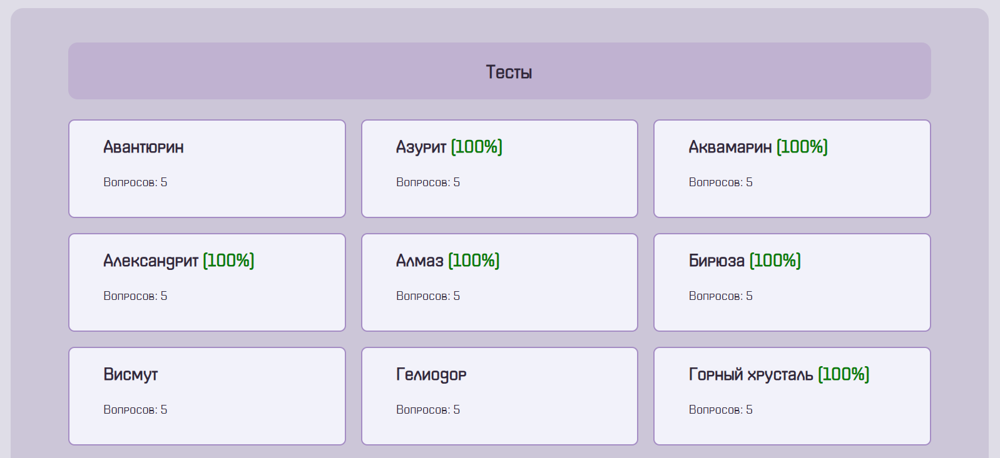 Тесты
Авантюрин
Вопросов: 5
Азурит (100%)
Вопросов: 5
Аквамарин (100%)
Вопросов: 5
Александрит (100%)
Вопросов: 5
Алмаз (100%)
Вопросов: 5
Бирюза (100%)
Вопросов: 5
Висмут
Вопросов: 5
Гелиодор
Вопросов: 5
Горный хрусталь (100%)
Вопросов: 5